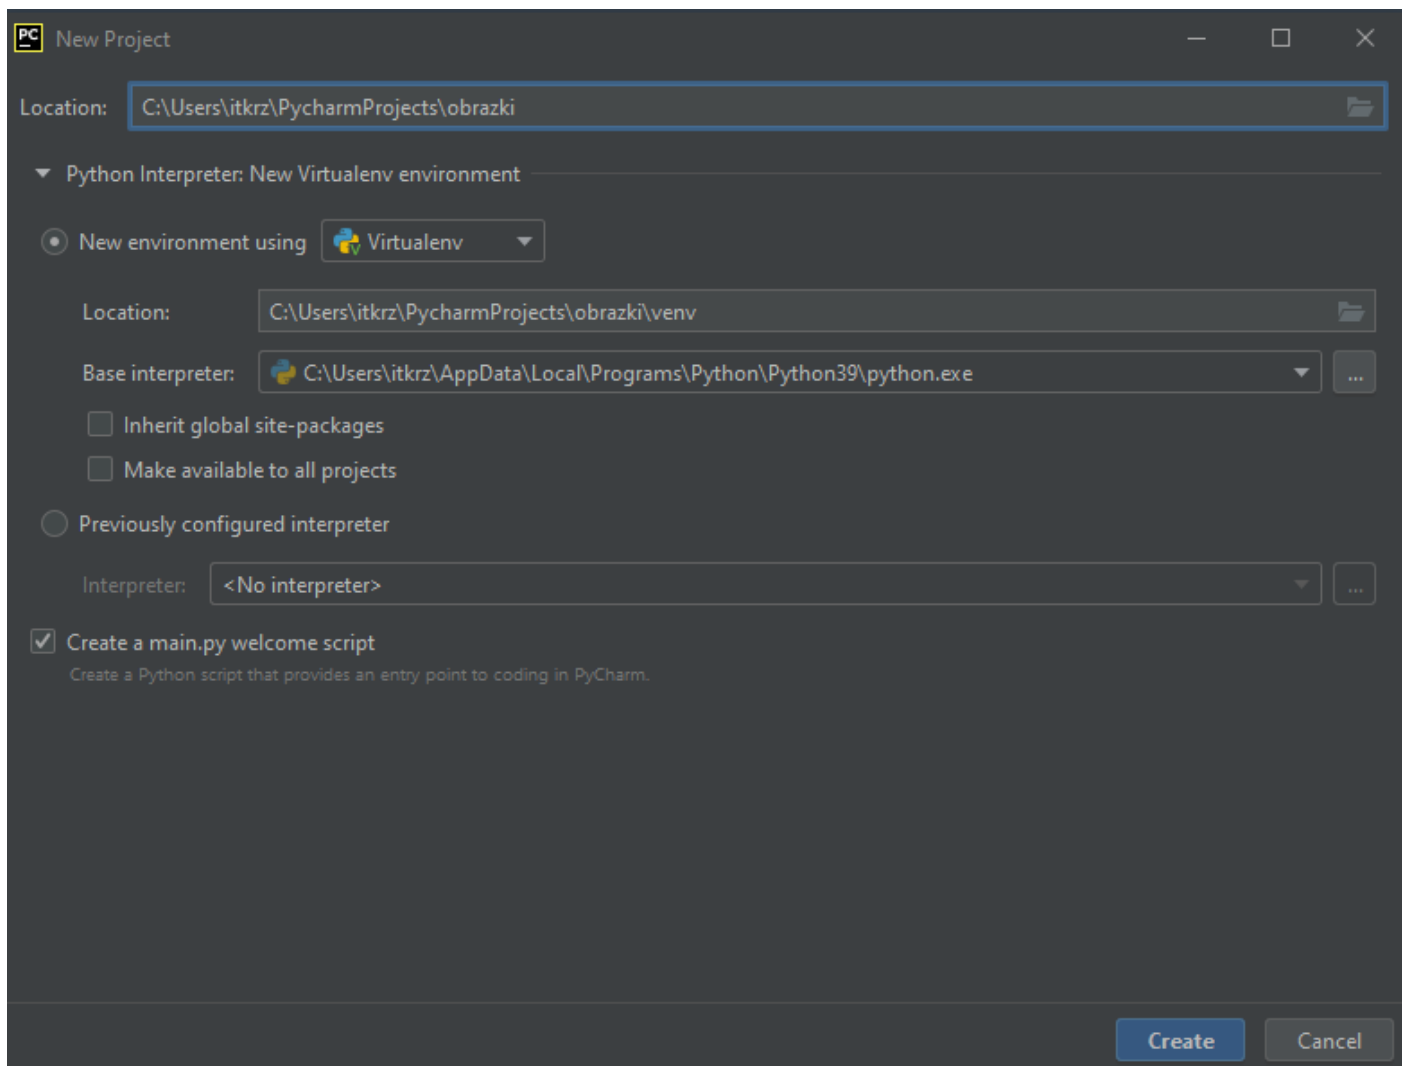 PC New Project
Location: C:\Users\itkrz\PycharmProjects\obrazki
Python Interpreter: New Virtualenv environment
New environment using Virtualenv
Location: C:\Users\itkrz\PycharmProjects\obrazki\venv
Base interpreter: C:\Users\itkrz\AppData\Local\Programs\Python\Python39\python.exe ...
Inherit global site-packages
Make available to all projects
Previously configured interpreter
Interpreter: <No interpreter> ...
Create a main.py welcome script
Create a Python script that provides an entry point to coding in PyCharm.
Create Cancel